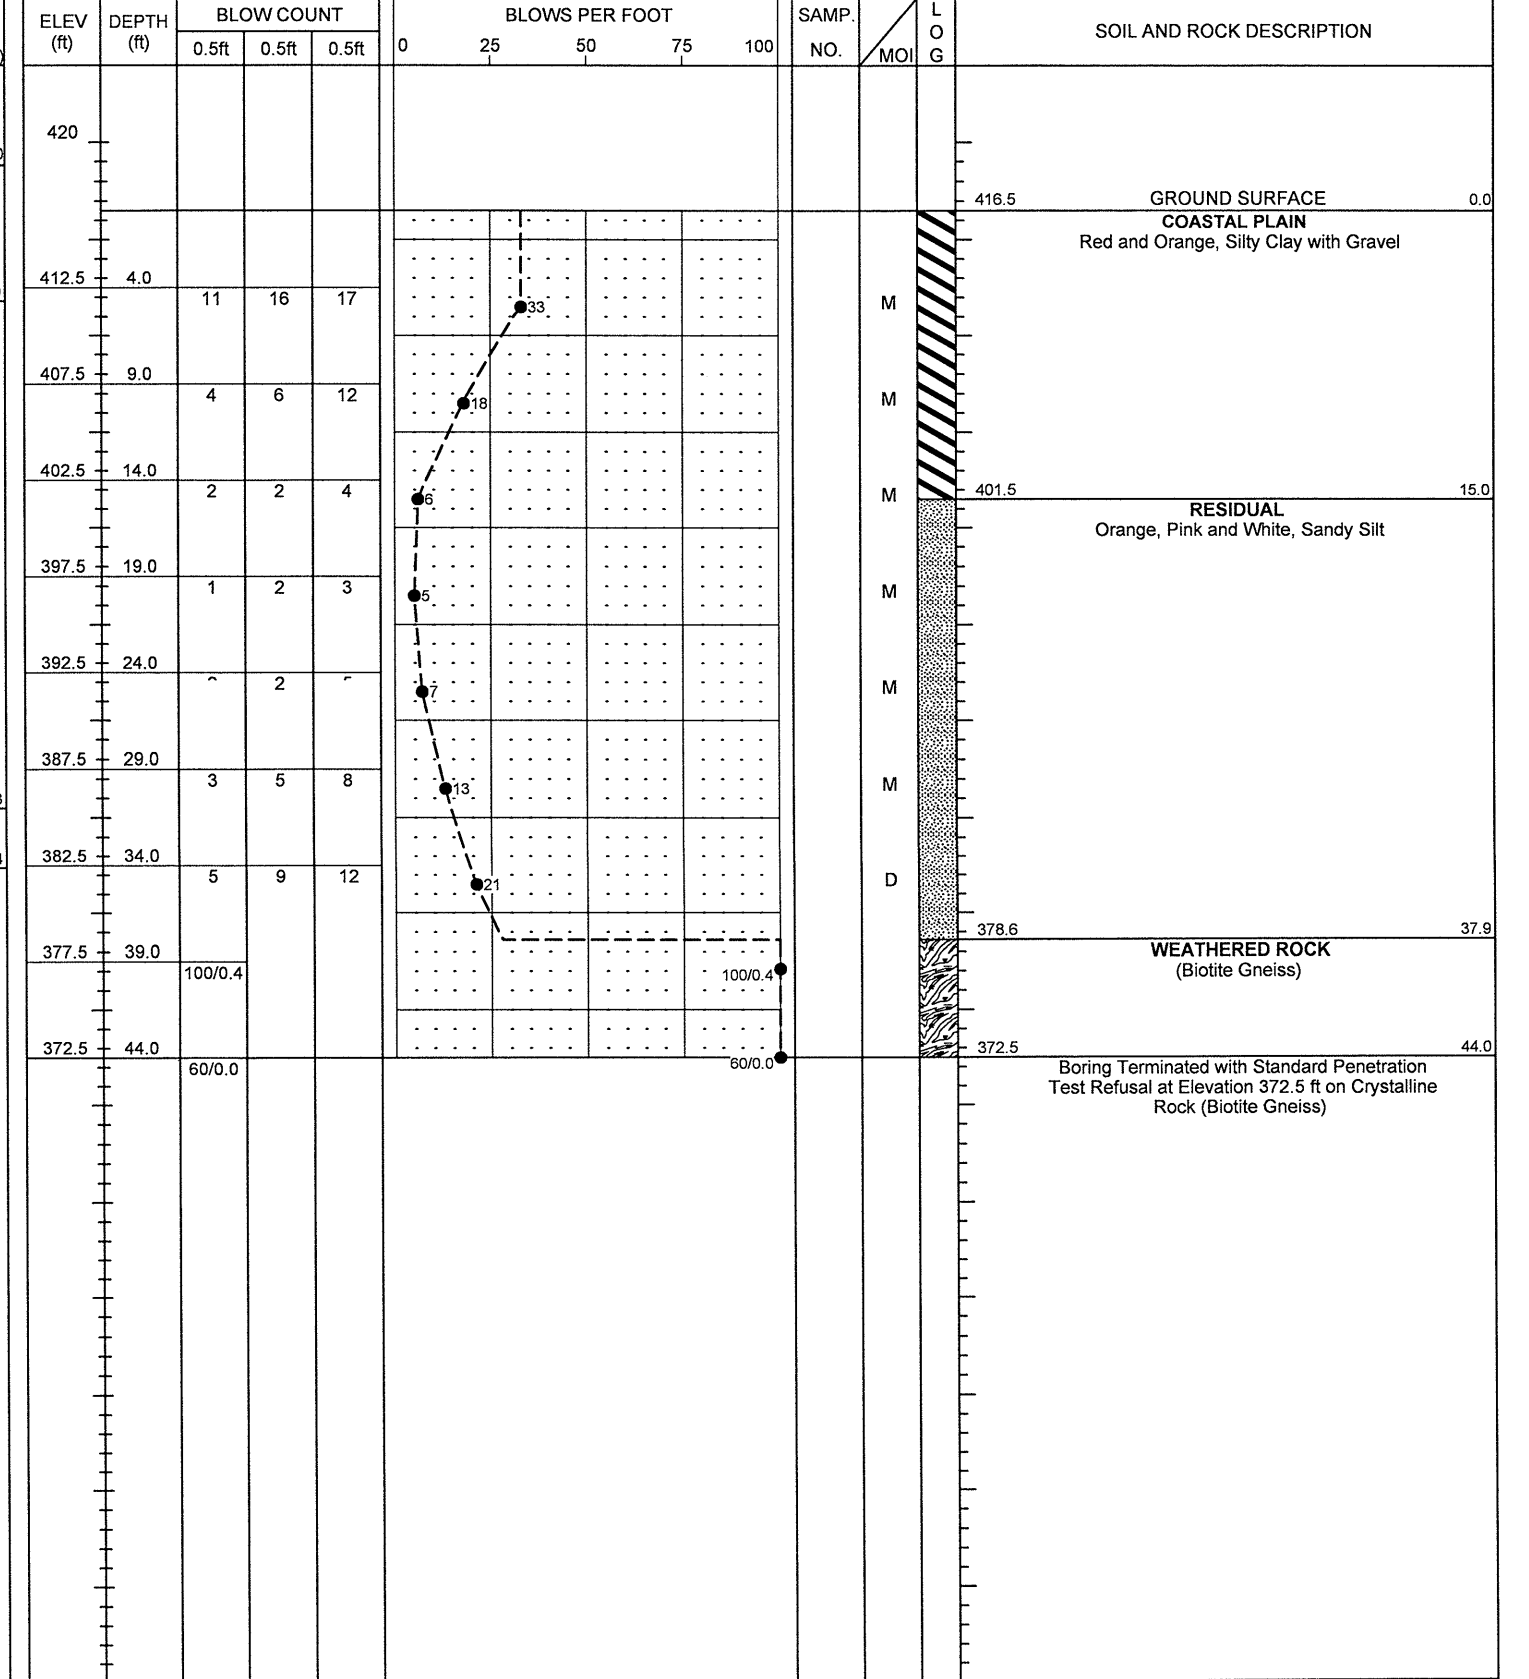 ELEV (ft) DEPTH (ft) BLOW COUNT BLOWS PER FOOT SAMP. NO. MOI LOG SOIL AND ROCK DESCRIPTION
0.5ft 0.5ft 0.5ft 0 25 50 75 100
420
416.5 GROUND SURFACE 0.0
COASTAL PLAIN
Red and Orange, Silty Clay with Gravel
412.5 4.0
11 16 17 33 M
407.5 9.0
4 6 12 18 M
402.5 14.0
2 2 4 6 M
401.5 15.0
RESIDUAL
Orange, Pink and White, Sandy Silt
397.5 19.0
1 2 3 5 M
392.5 24.0
2 7 M
387.5 29.0
3 5 8 13 M
382.5 34.0
5 9 12 21 D
378.6 37.9
WEATHERED ROCK
(Biotite Gneiss)
377.5 39.0
100/0.4 100/0.4
372.5 44.0 372.5 44.0
60/0.0 60/0.0
Boring Terminated with Standard Penetration
Test Refusal at Elevation 372.5 ft on Crystalline
Rock (Biotite Gneiss)